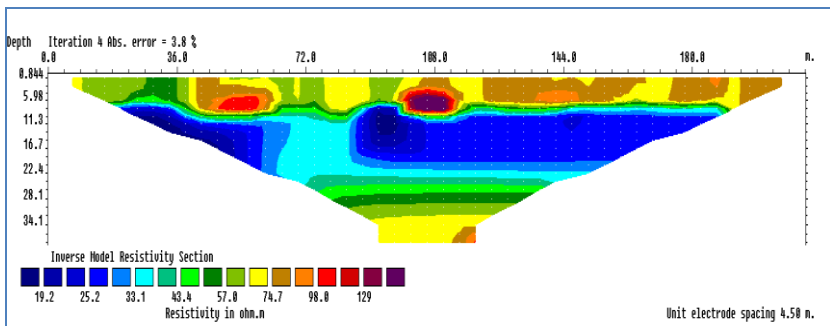 Depth Iteration 4 Abs. error = 3.8 %
0.0 36.0 72.0 108.0 144.0 180.0 m.
0.844
5.98
11.3
16.7
22.4
28.1
34.1
Inverse Model Resistivity Section
19.2 25.2 33.1 43.4 57.0 74.7 98.0 129
Resistivity in ohm.m
Unit electrode spacing 4.50 m.